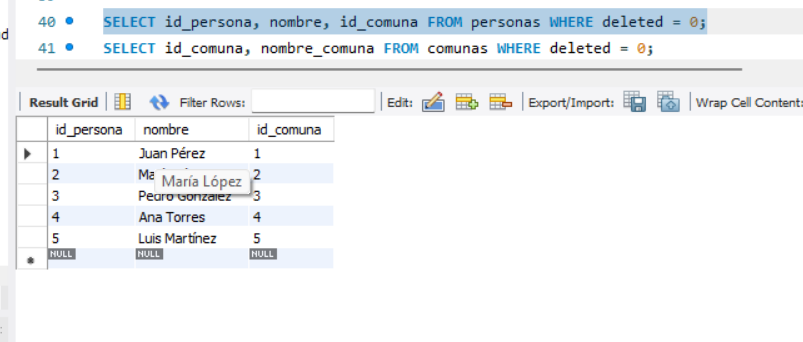 40 SELECT id_persona, nombre, id_comuna FROM personas WHERE deleted = 0;
41 SELECT id_comuna, nombre_comuna FROM comunas WHERE deleted = 0;
Result Grid Filter Rows: Edit: Export/Import: Wrap Cell Content:
id_persona nombre id_comuna
1 Juan Pérez 1
2 Ma 2
María López
3 Pedro González 3
4 Ana Torres 4
5 Luis Martínez 5
NULL NULL NULL